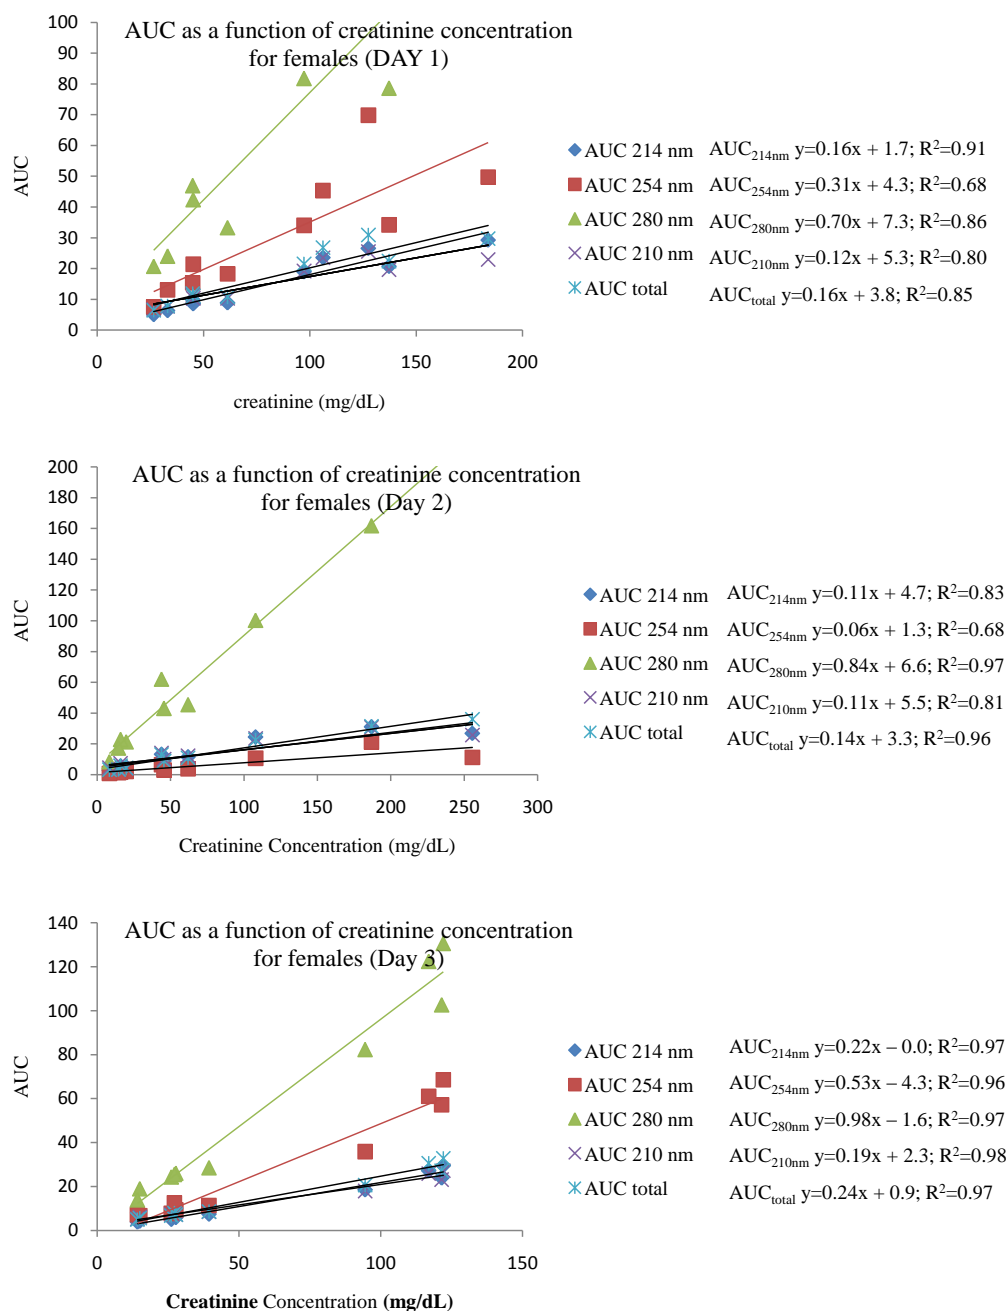 AUC as a function of creatinine concentration
for females (DAY 1)
100
90
80
70
60
50
40
30
20
10
0
AUC
0
50
100
150
200
creatinine (mg/dL)
AUC 214 nm
AUC 254 nm
AUC 280 nm
AUC 210 nm
AUC total
AUC214nm y=0.16x + 1.7; R²=0.91
AUC254nm y=0.31x + 4.3; R²=0.68
AUC280nm y=0.70x + 7.3; R²=0.86
AUC210nm y=0.12x + 5.3; R²=0.80
AUCtotal y=0.16x + 3.8; R²=0.85
AUC as a function of creatinine concentration
for females (Day 2)
200
180
160
140
120
100
80
60
40
20
0
AUC
0
50
100
150
200
250
300
Creatinine Concentration (mg/dL)
AUC 214 nm
AUC 254 nm
AUC 280 nm
AUC 210 nm
AUC total
AUC214nm y=0.11x + 4.7; R²=0.83
AUC254nm y=0.06x + 1.3; R²=0.68
AUC280nm y=0.84x + 6.6; R²=0.97
AUC210nm y=0.11x + 5.5; R²=0.81
AUCtotal y=0.14x + 3.3; R²=0.96
AUC as a function of creatinine concentration
for females (Day 3)
140
120
100
80
60
40
20
0
AUC
0
50
100
150
Creatinine Concentration (mg/dL)
AUC 214 nm
AUC 254 nm
AUC 280 nm
AUC 210 nm
AUC total
AUC214nm y=0.22x – 0.0; R²=0.97
AUC254nm y=0.53x – 4.3; R²=0.96
AUC280nm y=0.98x – 1.6; R²=0.97
AUC210nm y=0.19x + 2.3; R²=0.98
AUCtotal y=0.24x + 0.9; R²=0.97